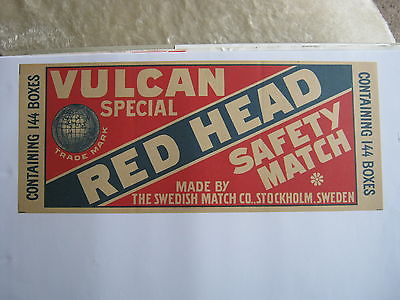 CONTAINING 144 BOXES
VULCAN
SPECIAL
TRADE MARK
RED HEAD
SAFETY
MATCH
MADE BY
THE SWEDISH MATCH CO., STOCKHOLM, SWEDEN
CONTAINING 144 BOXES